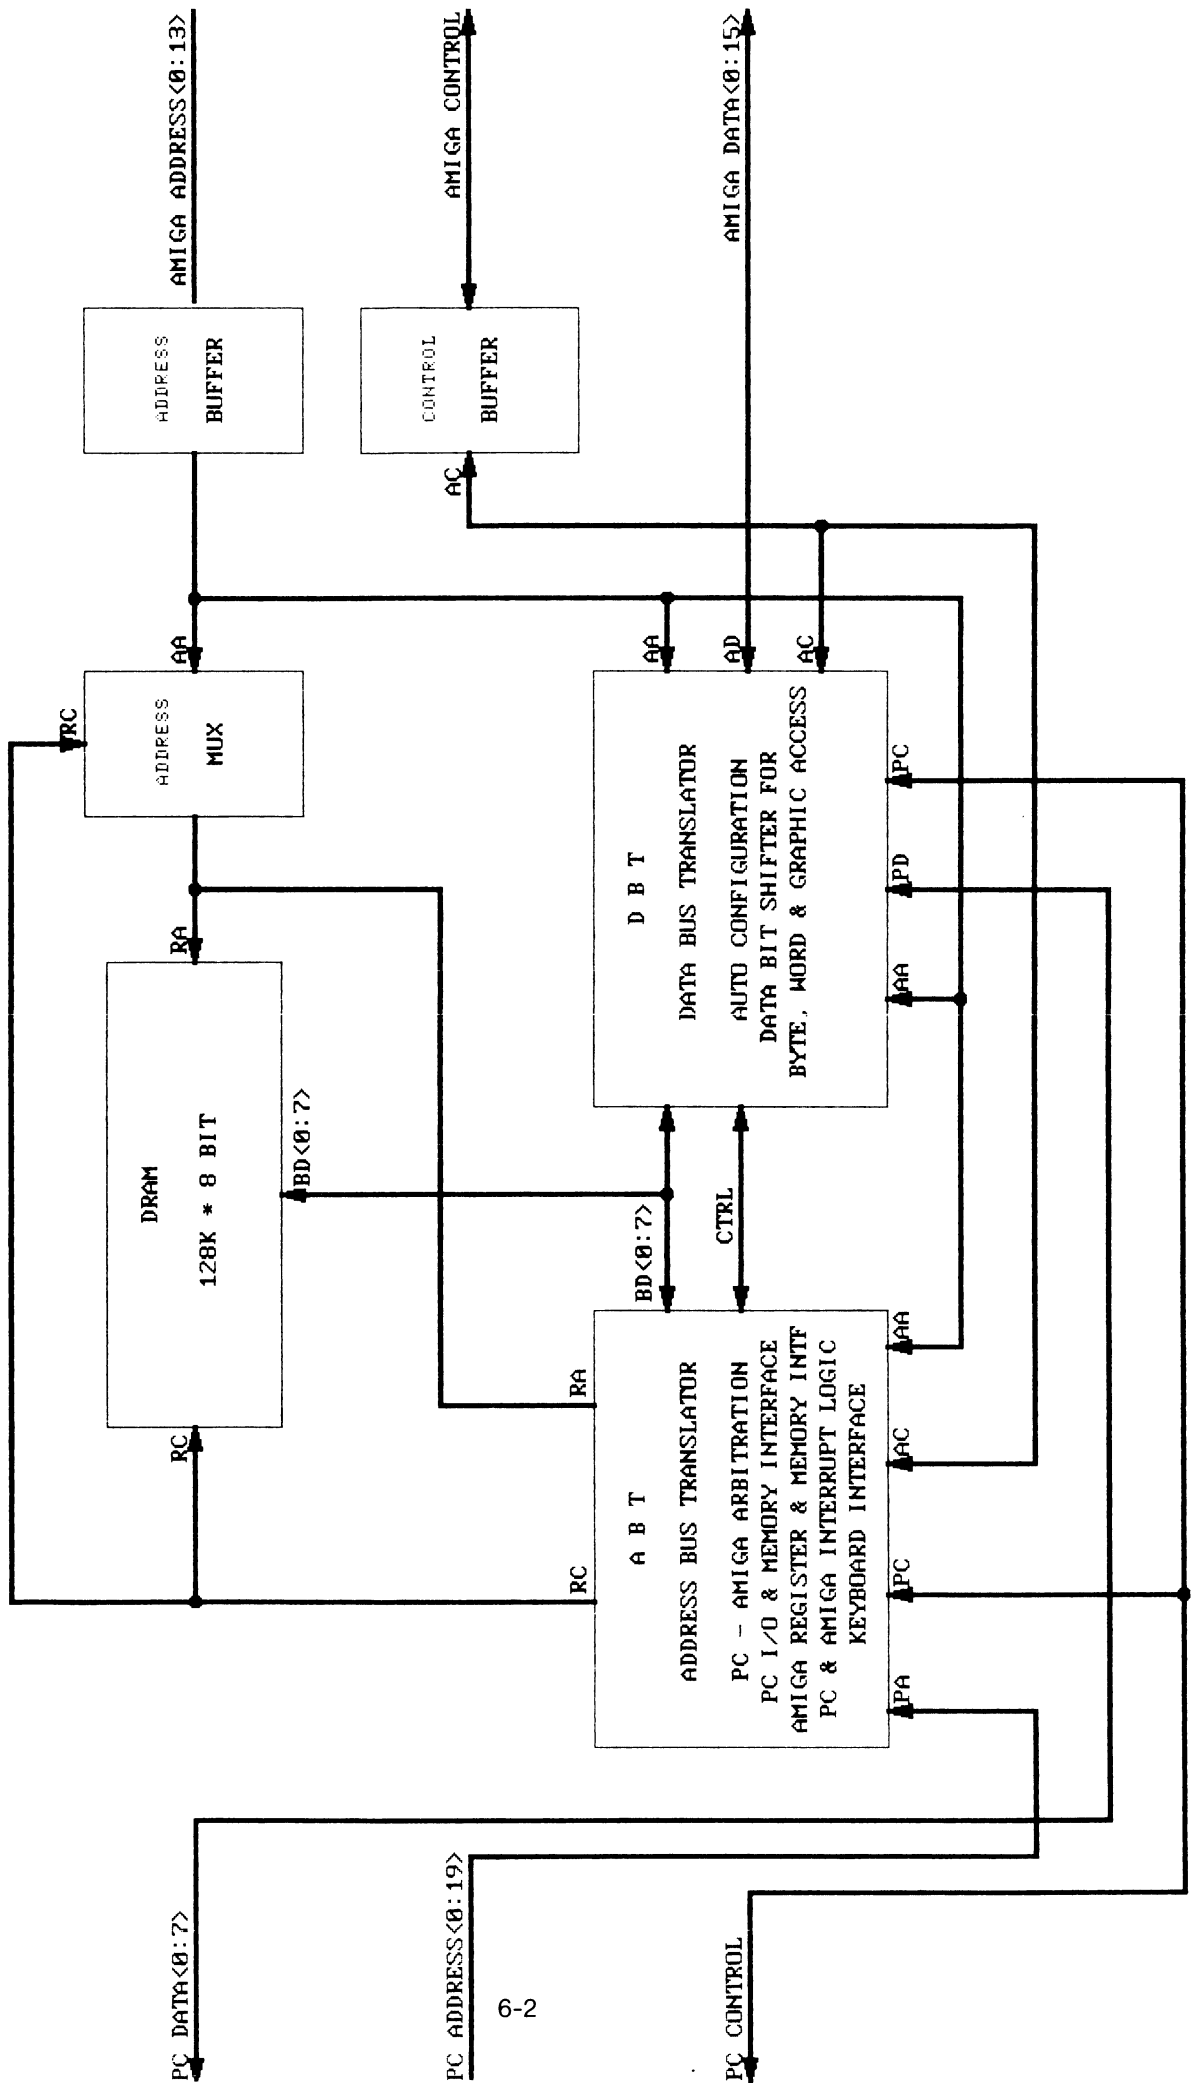 PC DATA<0:7>
PC ADDRESS<0:19>
PC CONTROL
RC
DRAM
128K * 8 BIT
RA
BD<0:7>
RC
ADDRESS
MUX
AA
ADDRESS
BUFFER
AMIGA ADDRESS<0:13>
CONTROL
BUFFER
AC
AMIGA CONTROL
RC
RA
A B T
ADDRESS BUS TRANSLATOR
PC - AMIGA ARBITRATION
PC I/O & MEMORY INTERFACE
AMIGA REGISTER & MEMORY INTF
PC & AMIGA INTERRUPT LOGIC
KEYBOARD INTERFACE
PA
PC
AC
AA
BD<0:7>
CTRL
D B T
DATA BUS TRANSLATOR
AUTO CONFIGURATION
DATA BIT SHIFTER FOR
BYTE, WORD & GRAPHIC ACCESS
AA
PD
PC
AA
AD
AC
AMIGA DATA<0:15>
6-2